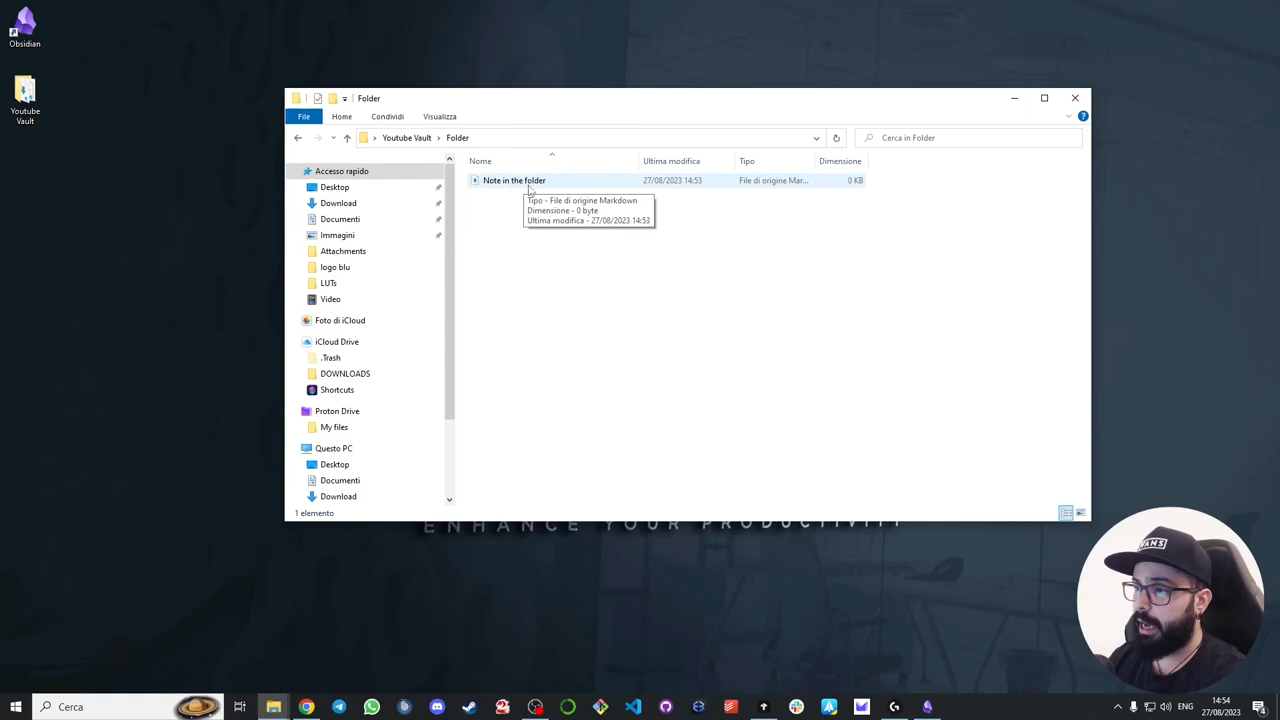 Obsidian
Youtube
Vault
Folder
File
Home
Condividi
Visualizza
Youtube Vault
Folder
Cerca in Folder
Nome
Ultima modifica
Tipo
Dimensione
Note in the folder
27/08/2023 14:53
File di origine Mar...
0 KB
Tipo - File di origine Markdown
Dimensione - 0 byte
Ultima modifica - 27/08/2023 14:53
Accesso rapido
Desktop
Download
Documenti
Immagini
Attachments
logo blu
LUTs
Video
Foto di iCloud
iCloud Drive
.Trash
DOWNLOADS
Shortcuts
Proton Drive
My files
Questo PC
Desktop
Documenti
Download
1 elemento
ENHANCE YOUR PRODUCTIVITY
VANS
Cerca
ENG
14:54
27/08/2023